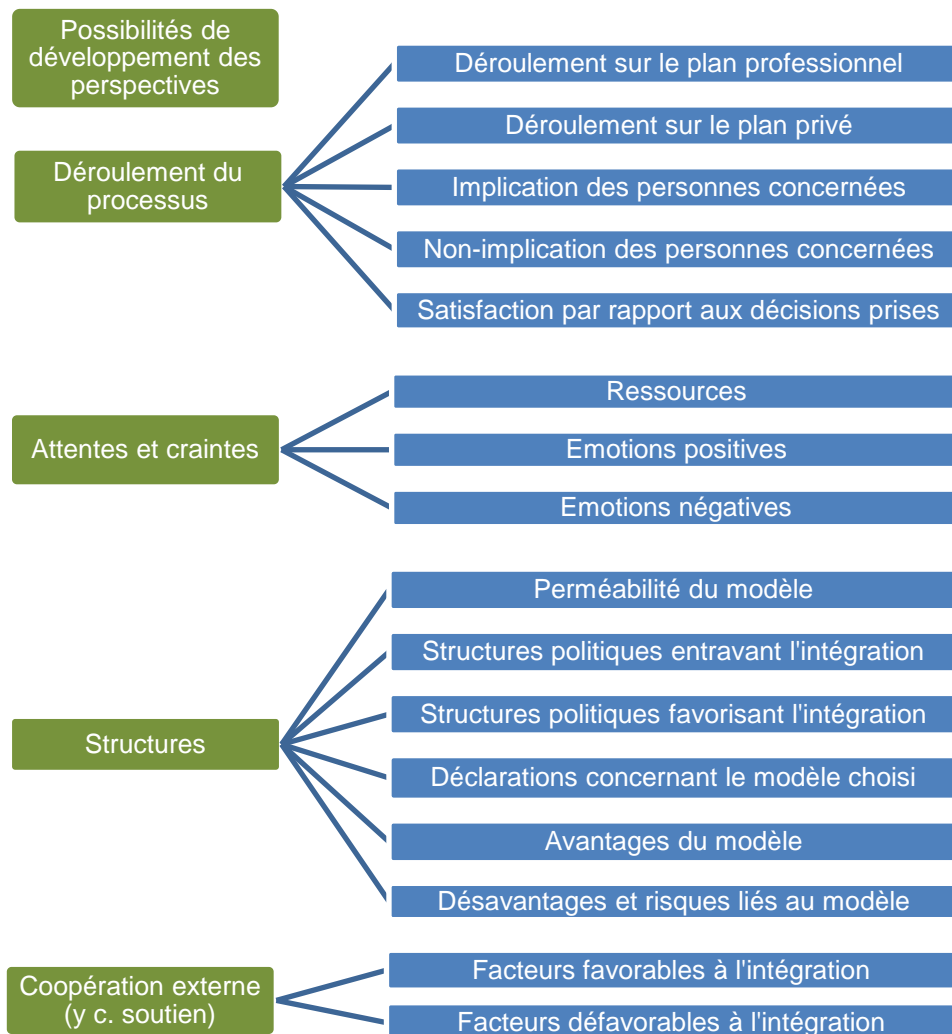 Possibilités de
développement des
perspectives
Déroulement du
processus
Déroulement sur le plan professionnel
Déroulement sur le plan privé
Implication des personnes concernées
Non-implication des personnes concernées
Satisfaction par rapport aux décisions prises
Attentes et craintes
Ressources
Emotions positives
Emotions négatives
Structures
Perméabilité du modèle
Structures politiques entravant l'intégration
Structures politiques favorisant l'intégration
Déclarations concernant le modèle choisi
Avantages du modèle
Désavantages et risques liés au modèle
Coopération externe
(y c. soutien)
Facteurs favorables à l'intégration
Facteurs défavorables à l'intégration